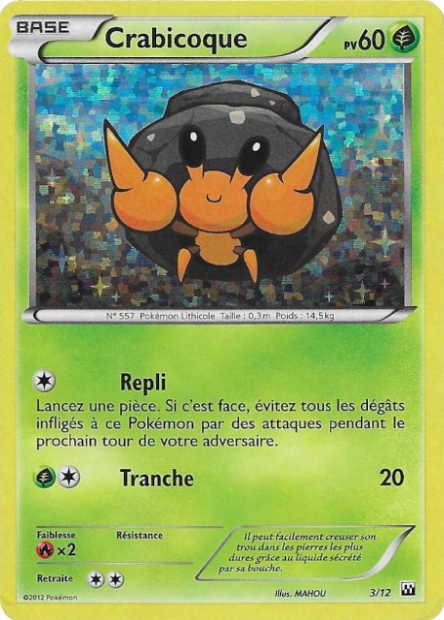 BASE
Crabicoque
PV60
N° 557 Pokémon Lithicole Taille : 0,3m Poids : 14,5kg
Repli
Lancez une pièce. Si c'est face, évitez tous les dégâts
infligés à ce Pokémon par des attaques pendant le
prochain tour de votre adversaire.
Tranche 20
Faiblesse Résistance
×2
Retraite
Il peut facilement creuser son
trou dans les pierres les plus
dures grâce au liquide sécrété
par sa bouche.
©2012 Pokémon Illus. MAHOU 3/12